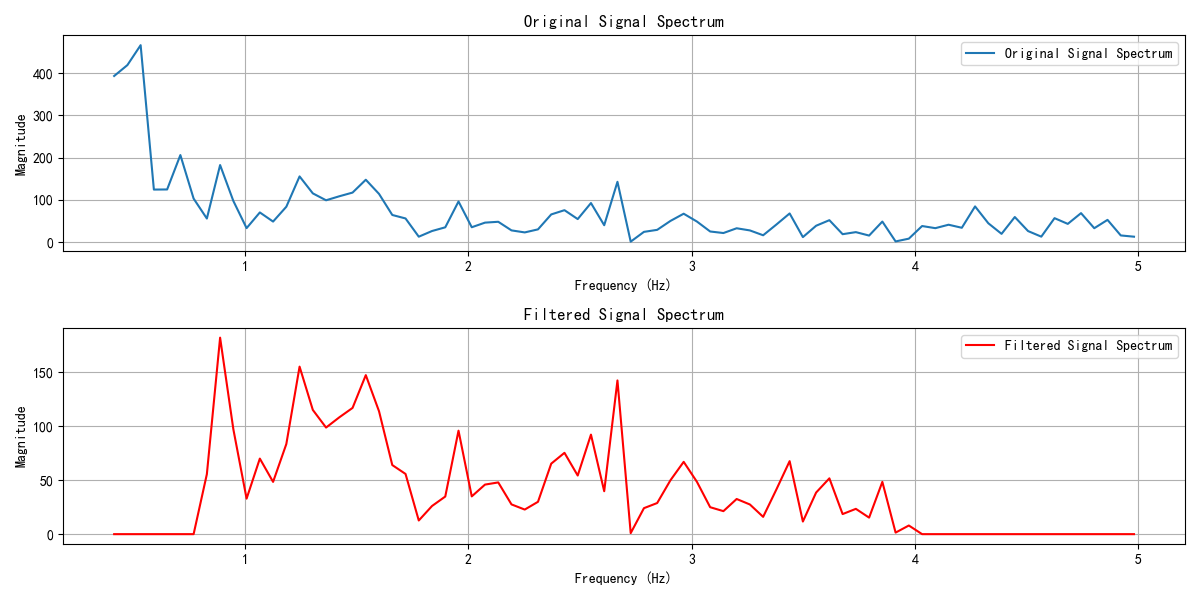 Original Signal Spectrum
Original Signal Spectrum
Magnitude
400
300
200
100
0
1 2 3 4 5
Frequency (Hz)
Filtered Signal Spectrum
Filtered Signal Spectrum
Magnitude
150
100
50
0
1 2 3 4 5
Frequency (Hz)